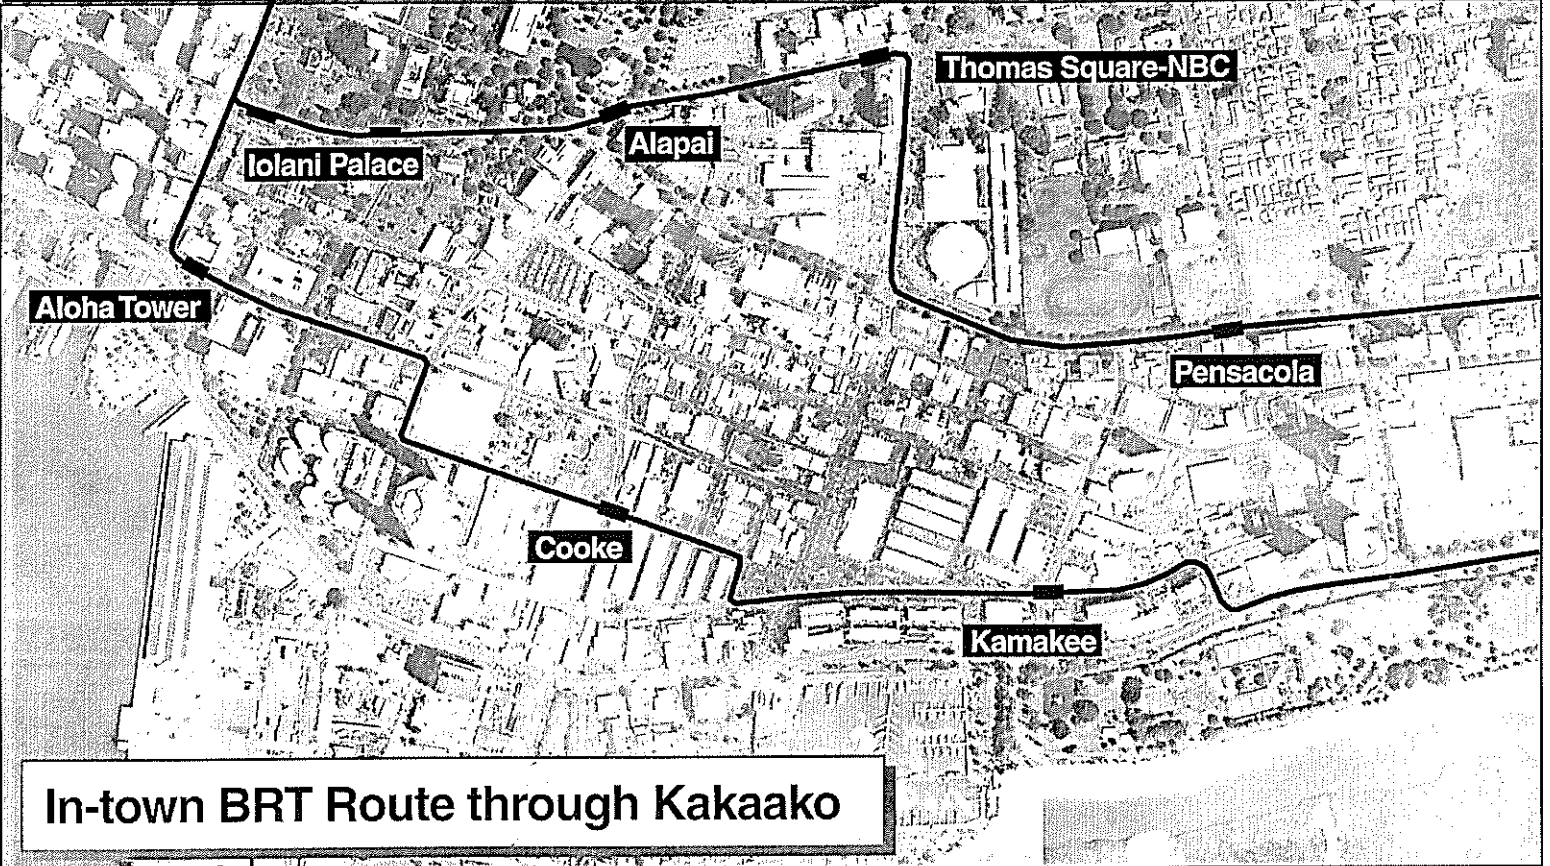 Thomas Square-NBC
Alapai
Iolani Palace
Aloha Tower
Pensacola
Cooke
Kamakee
In-town BRT Route through Kakaako